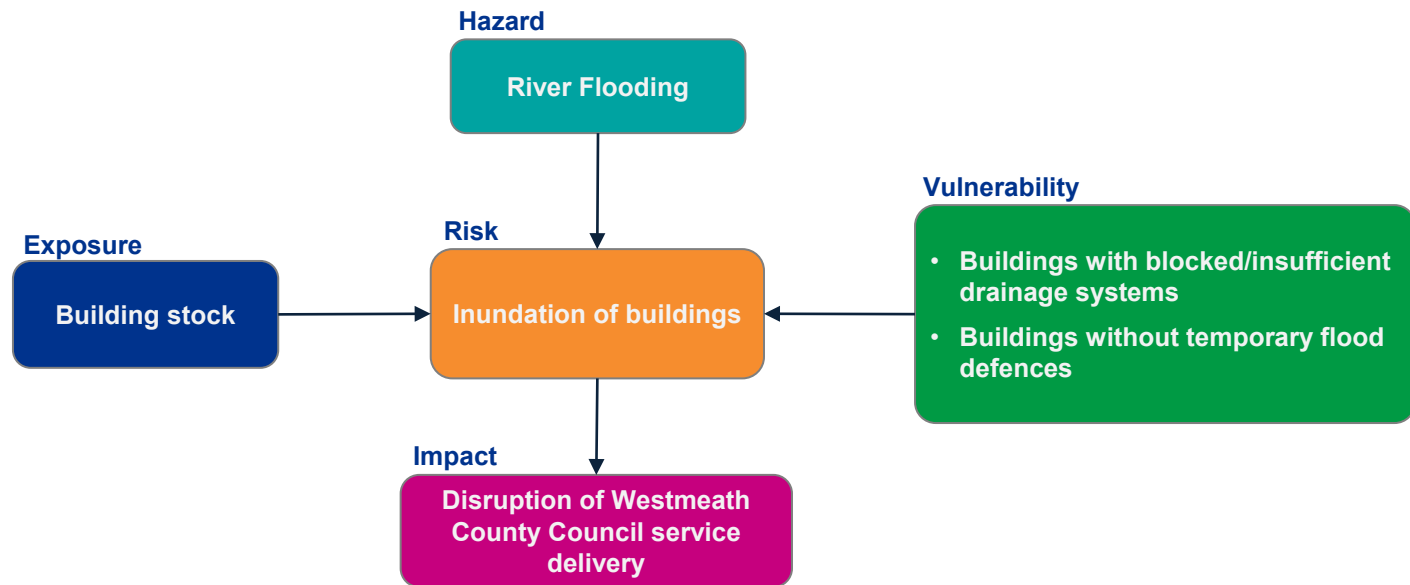 Hazard
River Flooding
Vulnerability
• Buildings with blocked/insufficient
drainage systems
• Buildings without temporary flood
defences
Exposure
Building stock
Risk
Inundation of buildings
Impact
Disruption of Westmeath
County Council service
delivery